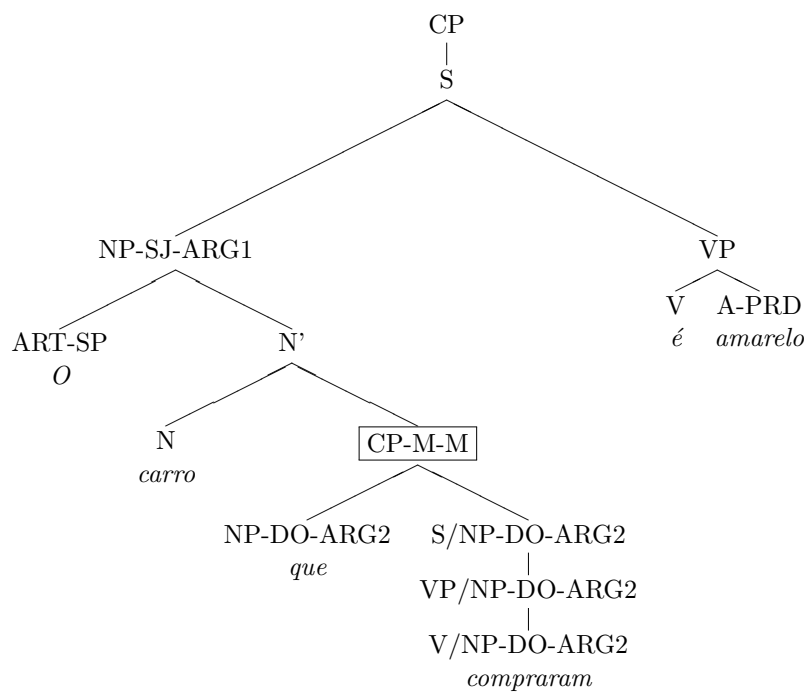 CP
S
NP-SJ-ARG1 VP
V A-PRD
ART-SP N' é amarelo
O
N CP-M-M
carro
NP-DO-ARG2 S/NP-DO-ARG2
que
VP/NP-DO-ARG2
V/NP-DO-ARG2
compraram